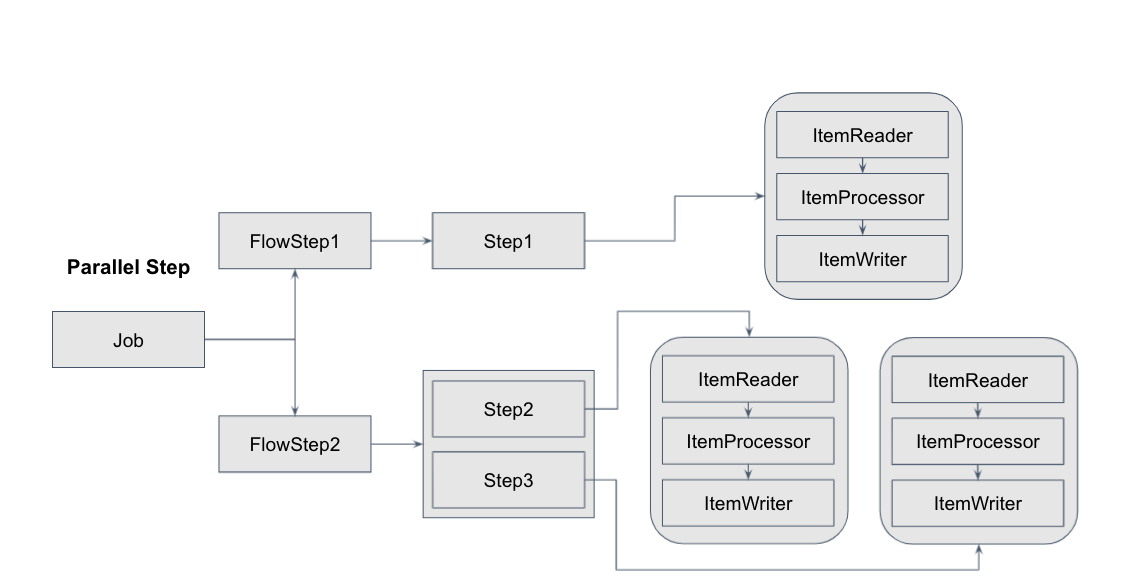 Parallel Step
Job
FlowStep1
Step1
ItemReader
ItemProcessor
ItemWriter
FlowStep2
Step2
Step3
ItemReader
ItemProcessor
ItemWriter
ItemReader
ItemProcessor
ItemWriter